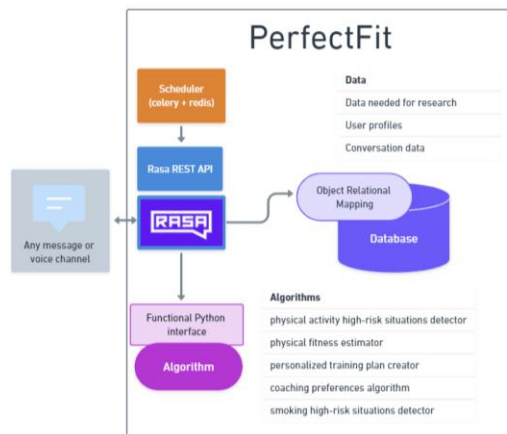 PerfectFit
Scheduler
(celery + redis)
Data
Data needed for research
User profiles
Conversation data
Rasa REST API
RASA
Any message or
voice channel
Object Relational
Mapping
Database
Functional Python
interface
Algorithm
Algorithms
physical activity high-risk situations detector
physical fitness estimator
personalized training plan creator
coaching preferences algorithm
smoking high-risk situations detector